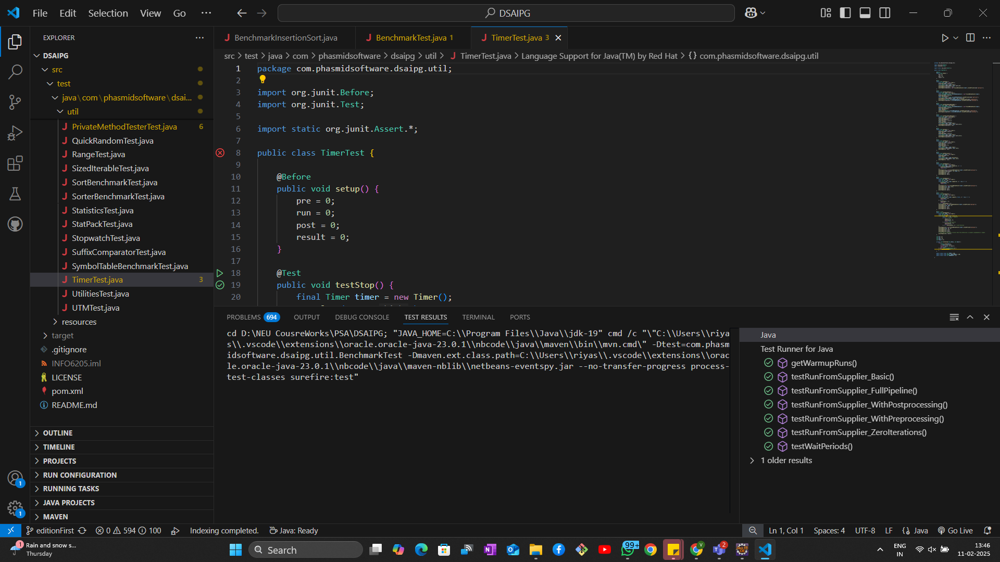 File Edit Selection View Go ···
DSAIPG
EXPLORER
DSAIPG
src
test
java\com\phasmidsoftware\dsai...
util
PrivateMethodTesterTest.java 6
QuickRandomTest.java
RangeTest.java
SizedIterableTest.java
SortBenchmarkTest.java
SorterBenchmarkTest.java
StatisticsTest.java
StatPackTest.java
StopwatchTest.java
SuffixComparatorTest.java
SymbolTableBenchmarkTest.java
TimerTest.java 3
UtilitiesTest.java
UTMTest.java
resources
target
.gitignore
INFO6205.iml
LICENSE
pom.xml
README.md
OUTLINE
TIMELINE
PROJECTS
RUN CONFIGURATION
RUNNING TASKS
JAVA PROJECTS
MAVEN
1
1
BenchmarkInsertionSort.java BenchmarkTest.java 1 TimerTest.java 3
src > test > java > com > phasmidsoftware > dsaipg > util > TimerTest.java > Language Support for Java(TM) by Red Hat > {} com.phasmidsoftware.dsaipg.util
1 package com.phasmidsoftware.dsaipg.util;
2
3 import org.junit.Before;
4 import org.junit.Test;
5
6 import static org.junit.Assert.*;
7
8 public class TimerTest {
9
10 @Before
11 public void setup() {
12 pre = 0;
13 run = 0;
14 post = 0;
15 result = 0;
16 }
17
18 @Test
19 public void testStop() {
20 final Timer timer = new Timer();
PROBLEMS 694 OUTPUT DEBUG CONSOLE TEST RESULTS TERMINAL PORTS
cd D:\NEU CousreWorks\PSA\DSAIPG; "JAVA_HOME=C:\\Program Files\\Java\\jdk-19" cmd /c "\"C:\\Users\\riya
s\\.vscode\\extensions\\oracle.oracle-java-23.0.1\\nbcode\\java\\maven\\bin\\mvn.cmd\" -Dtest=com.phasm
idsoftware.dsaipg.util.BenchmarkTest -Dmaven.ext.class.path=C:\\Users\\riyas\\.vscode\\extensions\\orac
le.oracle-java-23.0.1\\nbcode\\java\\maven-nblib\\netbeans-eventspy.jar --no-transfer-progress process-
test-classes surefire:test"
Java
Test Runner for Java
getWarmupRuns()
testRunFromSupplier_Basic()
testRunFromSupplier_FullPipeline()
testRunFromSupplier_WithPostprocessing()
testRunFromSupplier_WithPreprocessing()
testRunFromSupplier_ZeroIterations()
testWaitPeriods()
1 older results
editionFirst 0 594 100 Indexing completed. Java: Ready
Ln 1, Col 1 Spaces: 4 UTF-8 LF {} Java Go Live
1 Rain and snow s...
Thursday
Search
99+
V
2
ENG
IN
13:46
11-02-2025